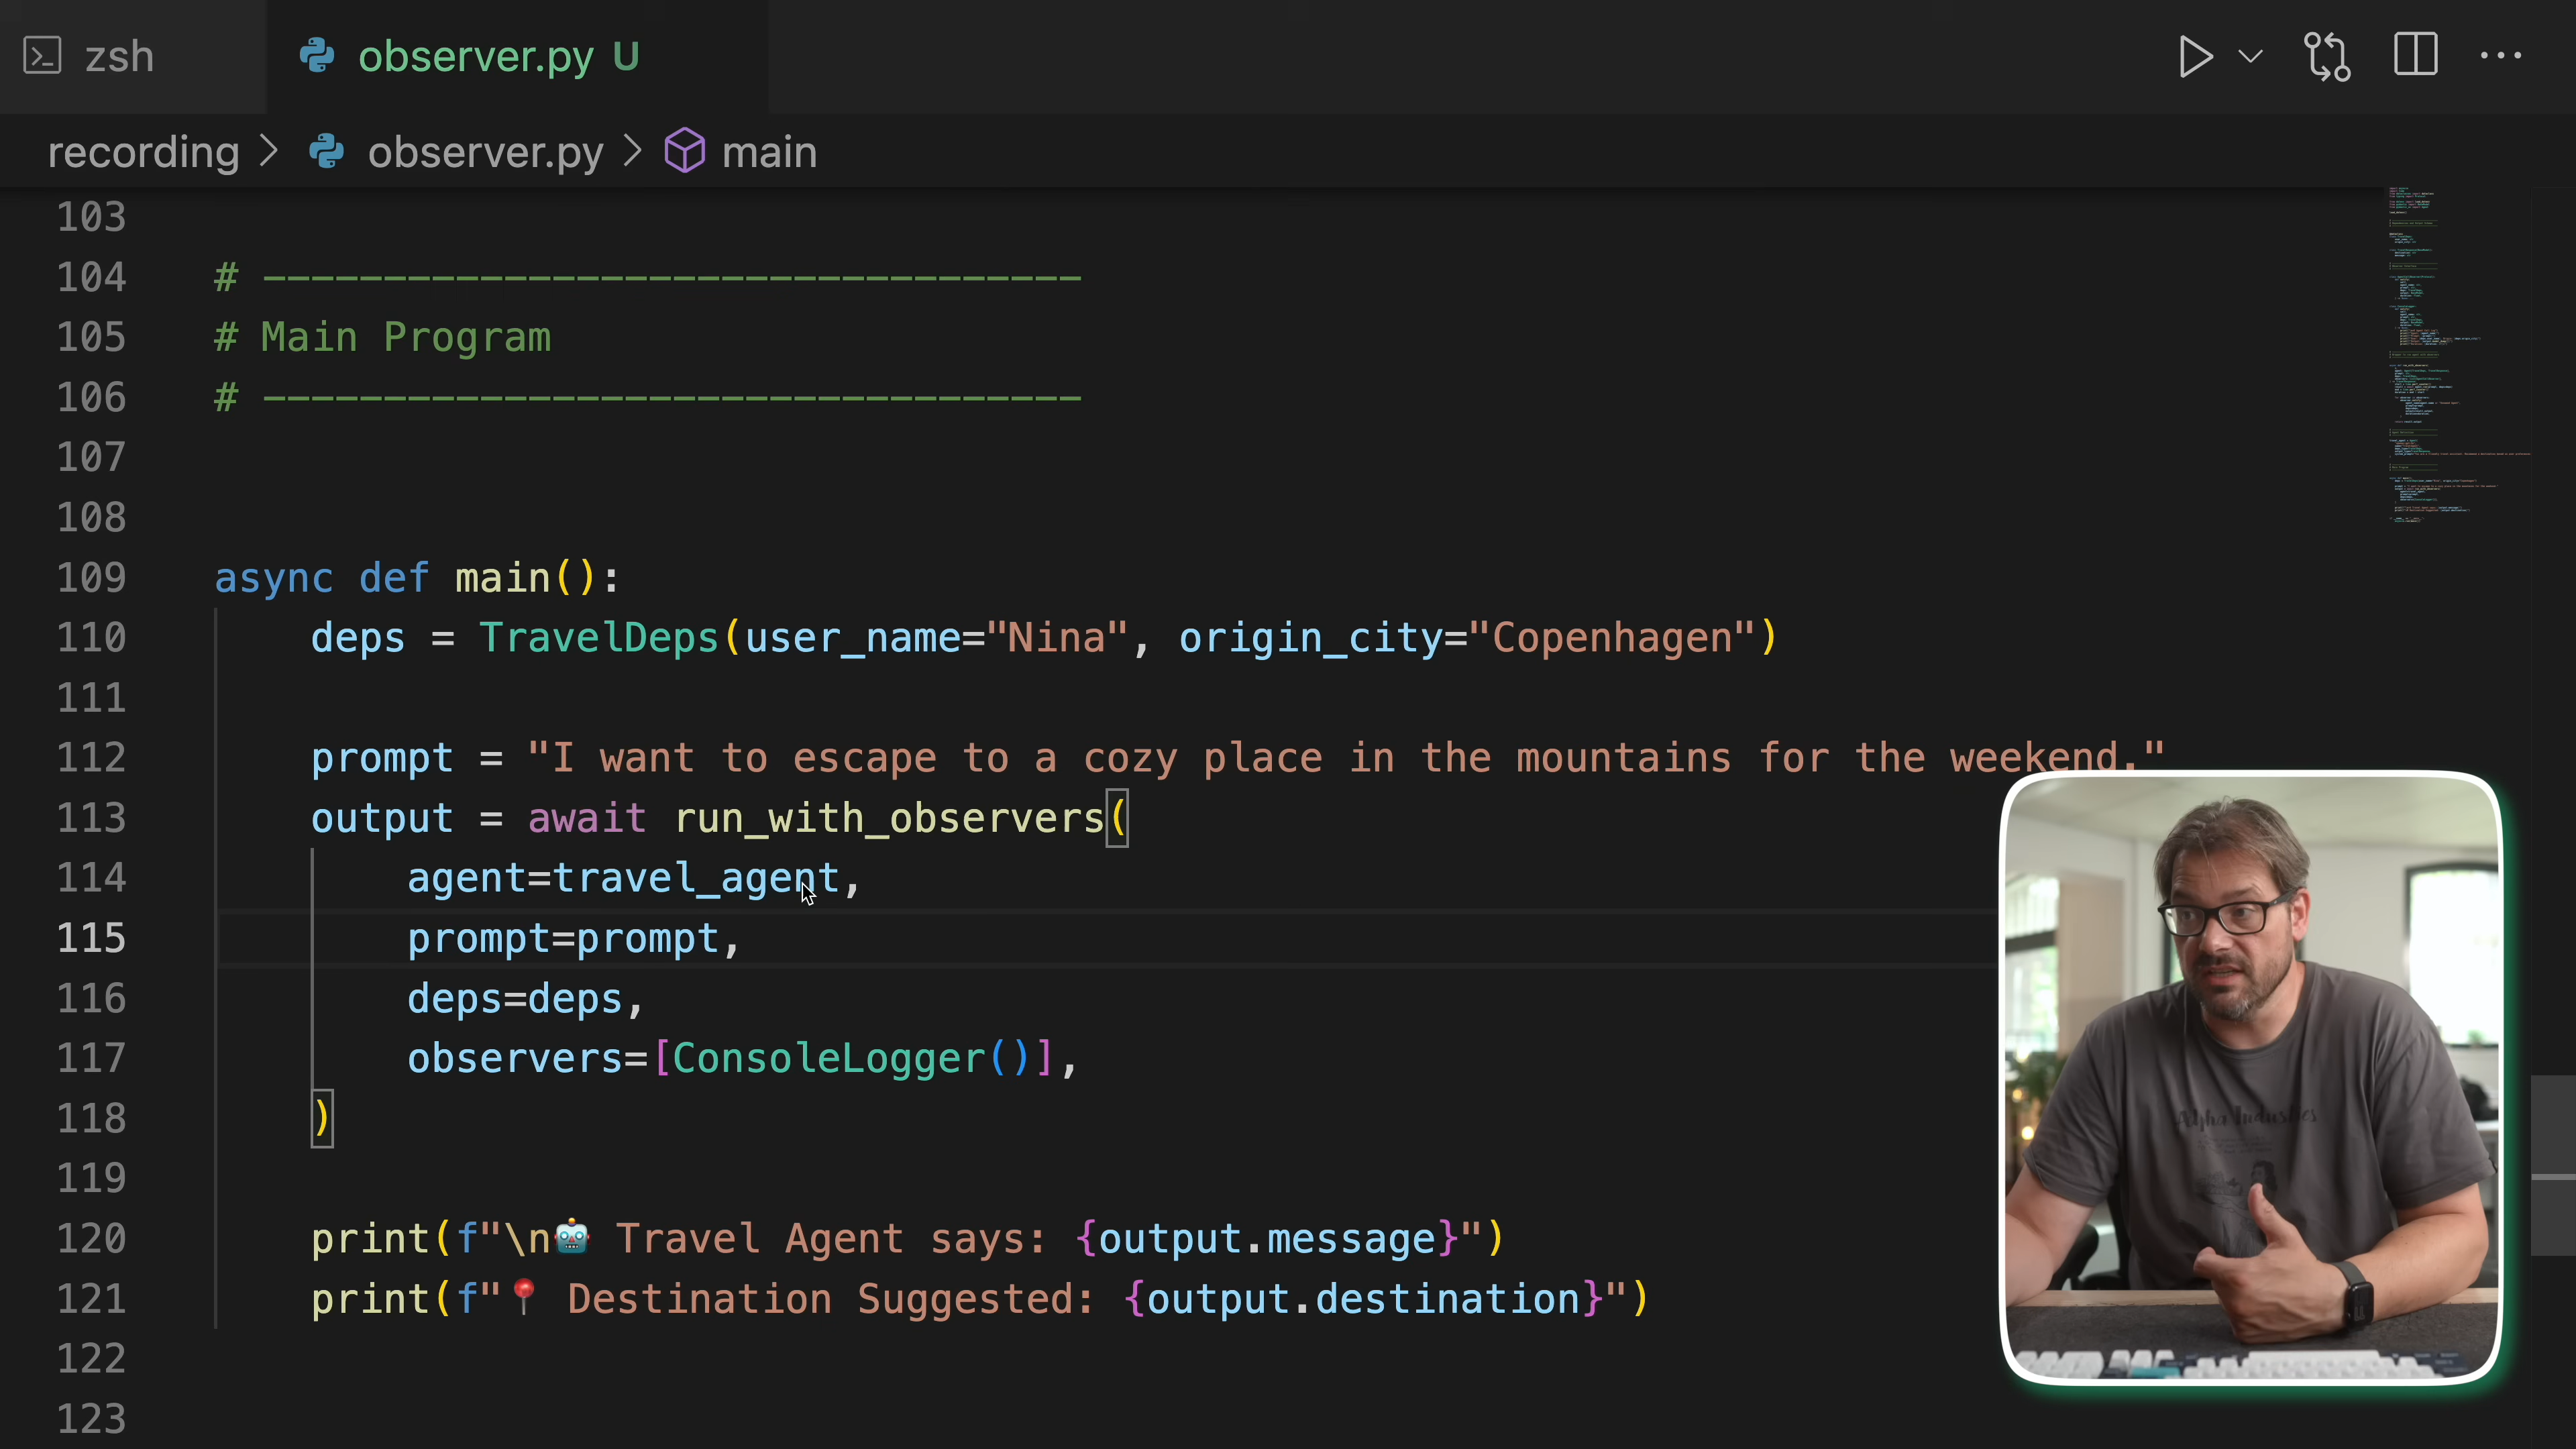 zsh
observer.py U
recording > observer.py > main
103
104 # ----------------------------------
105 # Main Program
106 # ----------------------------------
107
108
109 async def main():
110 deps = TravelDeps(user_name="Nina", origin_city="Copenhagen")
111
112 prompt = "I want to escape to a cozy place in the mountains for the weekend."
113 output = await run_with_observers(
114 agent=travel_agent,
115 prompt=prompt,
116 deps=deps,
117 observers=[ConsoleLogger()],
118 )
119
120 print(f"\n🤖 Travel Agent says: {output.message}")
121 print(f"📍 Destination Suggested: {output.destination}")
122
123
Alpha Industries